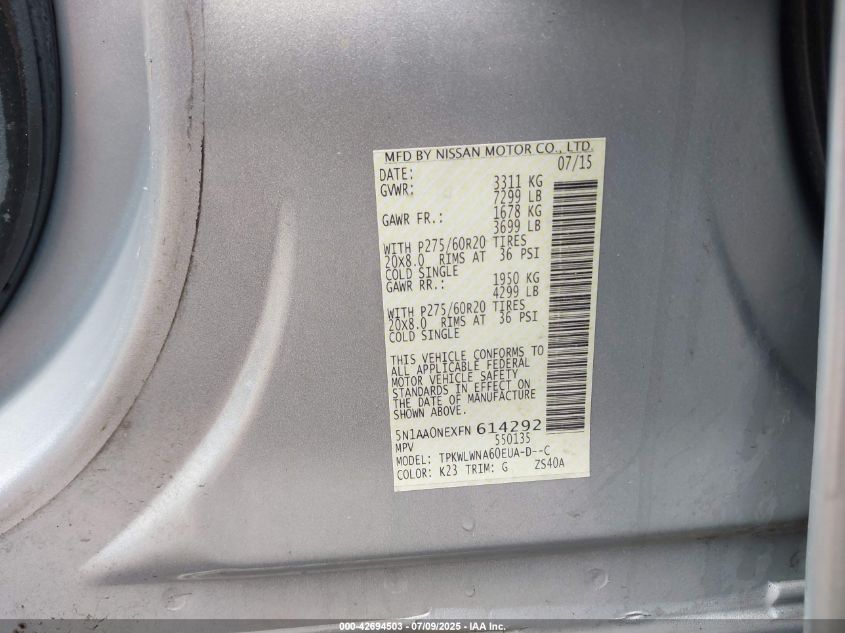 MFD BY NISSAN MOTOR CO., LTD.
DATE: 07/15
GVWR: 3311 KG
7299 LB
GAWR FR.: 1678 KG
3699 LB
WITH P275/60R20 TIRES
20X8.0 RIMS AT 36 PSI
COLD SINGLE
GAWR RR.: 1950 KG
4299 LB
WITH P275/60R20 TIRES
20X8.0 RIMS AT 36 PSI
COLD SINGLE
THIS VEHICLE CONFORMS TO
ALL APPLICABLE FEDERAL
MOTOR VEHICLE SAFETY
STANDARDS IN EFFECT ON
THE DATE OF MANUFACTURE
SHOWN ABOVE.
5N1AA0NEXFN 614292
MPV 550135
MODEL: TPKWLWNA60EUA-D--C
COLOR: K23 TRIM: G ZS40A
000-42694503 - 07/09/2025 - IAA Inc.